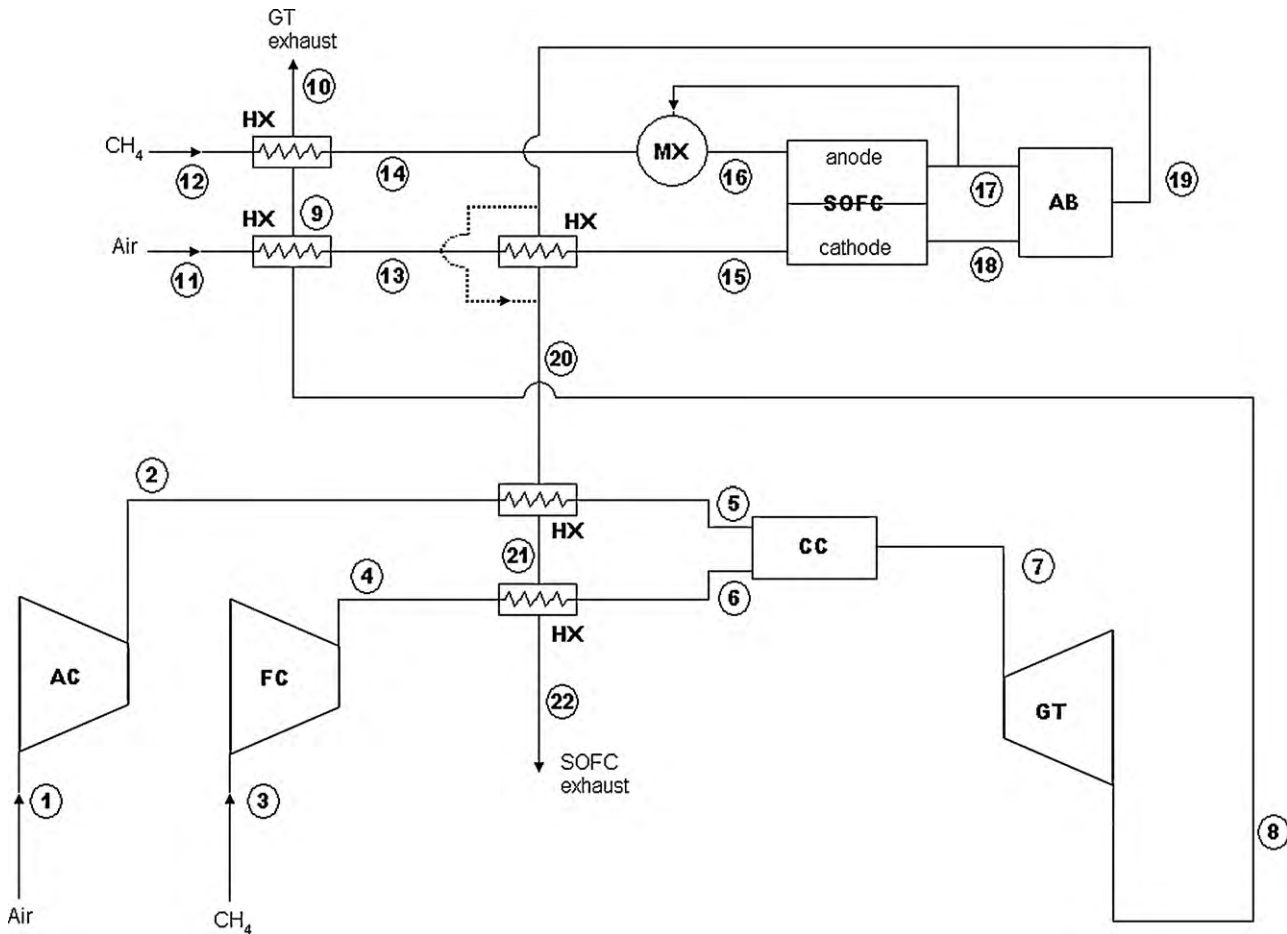 GT
exhaust
10
HX
CH₄
12
14
MX
16
anode
SOFC
cathode
17
18
AB
19
9
HX
Air
11
13
HX
15
20
2
HX
5
21
4
HX
6
CC
7
AC
FC
GT
22
SOFC
exhaust
1
3
8
Air
CH₄